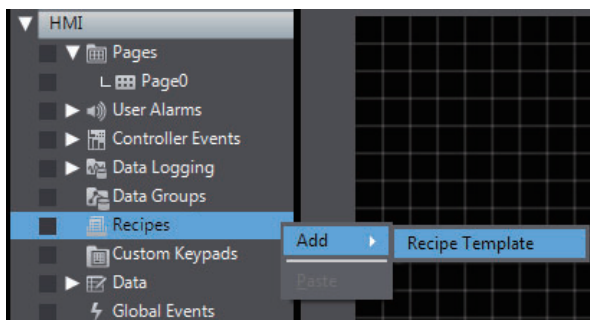 HMI
Pages
Page0
User Alarms
Controller Events
Data Logging
Data Groups
Recipes
Add Recipe Template
Custom Keypads
Paste
Data
Global Events